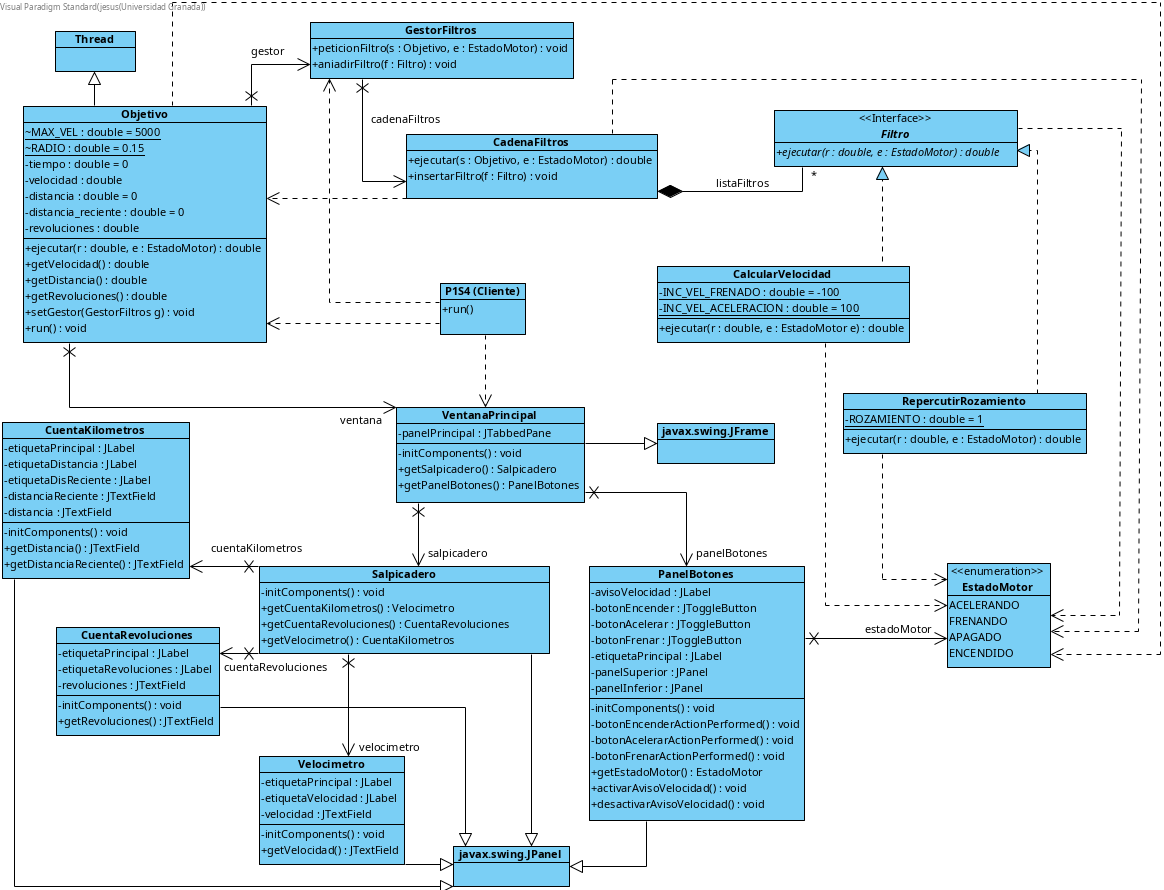 Visual Paradigm Standard(jesus(Universidad Granada))
Thread
gestor
GestorFiltros
+peticionFiltro(s : Objetivo, e : EstadoMotor) : void
+aniadirFiltro(f : Filtro) : void
Objetivo
~MAX_VEL : double = 5000
~RADIO : double = 0.15
-tiempo : double = 0
-velocidad : double
-distancia : double = 0
-distancia_reciente : double = 0
-revoluciones : double
+ejecutar(r : double, e : EstadoMotor) : double
+getVelocidad() : double
+getDistancia() : double
+getRevoluciones() : double
+setGestor(GestorFiltros g) : void
+run() : void
cadenaFiltros
CadenaFiltros
+ejecutar(s : Objetivo, e : EstadoMotor) : double
+insertarFiltro(f : Filtro) : void
listaFiltros
*
<<Interface>>
Filtro
+ejecutar(r : double, e : EstadoMotor) : double
P1S4 (Cliente)
+run()
CalcularVelocidad
-INC_VEL_FRENADO : double = -100
-INC_VEL_ACELERACION : double = 100
+ejecutar(r : double, e : EstadoMotor e) : double
RepercutirRozamiento
-ROZAMIENTO : double = 1
+ejecutar(r : double, e : EstadoMotor) : double
ventana
VentanaPrincipal
-panelPrincipal : JTabbedPane
-initComponents() : void
+getSalpicadero() : Salpicadero
+getPanelBotones() : PanelBotones
javax.swing.JFrame
CuentaKilometros
-etiquetaPrincipal : JLabel
-etiquetaDistancia : JLabel
-etiquetaDisReciente : JLabel
-distanciaReciente : JTextField
-distancia : JTextField
-initComponents() : void
+getDistancia() : JTextField
+getDistanciaReciente() : JTextField
cuentaKilometros
salpicadero
panelBotones
Salpicadero
-initComponents() : void
+getCuentaKilometros() : Velocimetro
+getCuentaRevoluciones() : CuentaRevoluciones
+getVelocimetro() : CuentaKilometros
PanelBotones
-avisoVelocidad : JLabel
-botonEncender : JToggleButton
-botonAcelerar : JToggleButton
-botonFrenar : JToggleButton
-etiquetaPrincipal : JLabel
-panelSuperior : JPanel
-panelInferior : JPanel
-initComponents() : void
-botonEncenderActionPerformed() : void
-botonAcelerarActionPerformed() : void
-botonFrenarActionPerformed() : void
+getEstadoMotor() : EstadoMotor
+activarAvisoVelocidad() : void
+desactivarAvisoVelocidad() : void
estadoMotor
<<enumeration>>
EstadoMotor
ACELERANDO
FRENANDO
APAGADO
ENCENDIDO
CuentaRevoluciones
-etiquetaPrincipal : JLabel
-etiquetaRevoluciones : JLabel
-revoluciones : JTextField
-initComponents() : void
+getRevoluciones() : JTextField
cuentaRevoluciones
velocimetro
Velocimetro
-etiquetaPrincipal : JLabel
-etiquetaVelocidad : JLabel
-velocidad : JTextField
-initComponents() : void
+getVelocidad() : JTextField
javax.swing.JPanel